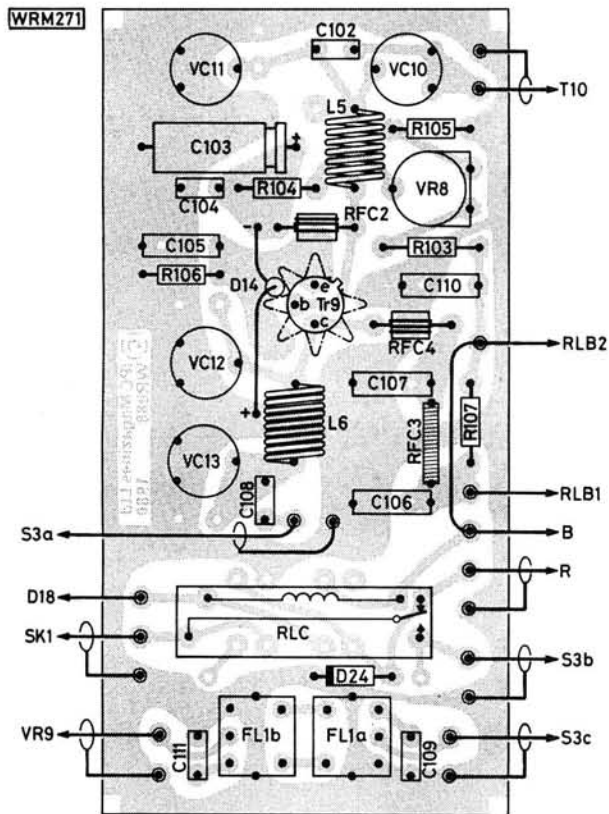 WRM271
C102
VC11
VC10
T10
L5
+
C103
R105
C104
R104
VR8
RFC2
-
C105
R103
R106
D14
e
b Tr9
c
C110
RFC4
RLB2
VC12
C107
+
L6
RFC3
R107
VC13
C108
C106
RLB1
S3a
B
R
D18
SK1
RLC
S3b
D24
VR9
C111
FL1b
FL1a
C109
S3c